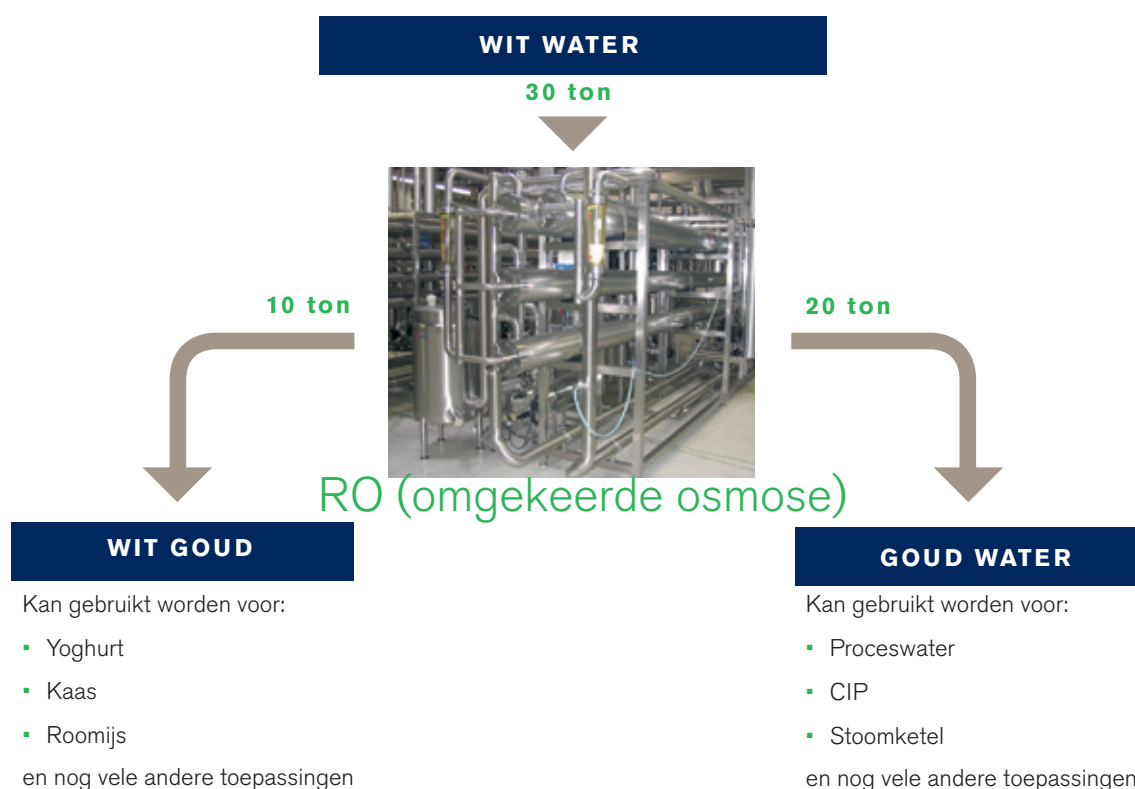 WIT WATER
30 ton
10 ton
20 ton
RO (omgekeerde osmose)
WIT GOUD
Kan gebruikt worden voor:
▪ Yoghurt
▪ Kaas
▪ Roomijs
en nog vele andere toepassingen
GOUD WATER
Kan gebruikt worden voor:
▪ Proceswater
▪ CIP
▪ Stoomketel
en nog vele andere toepassingen